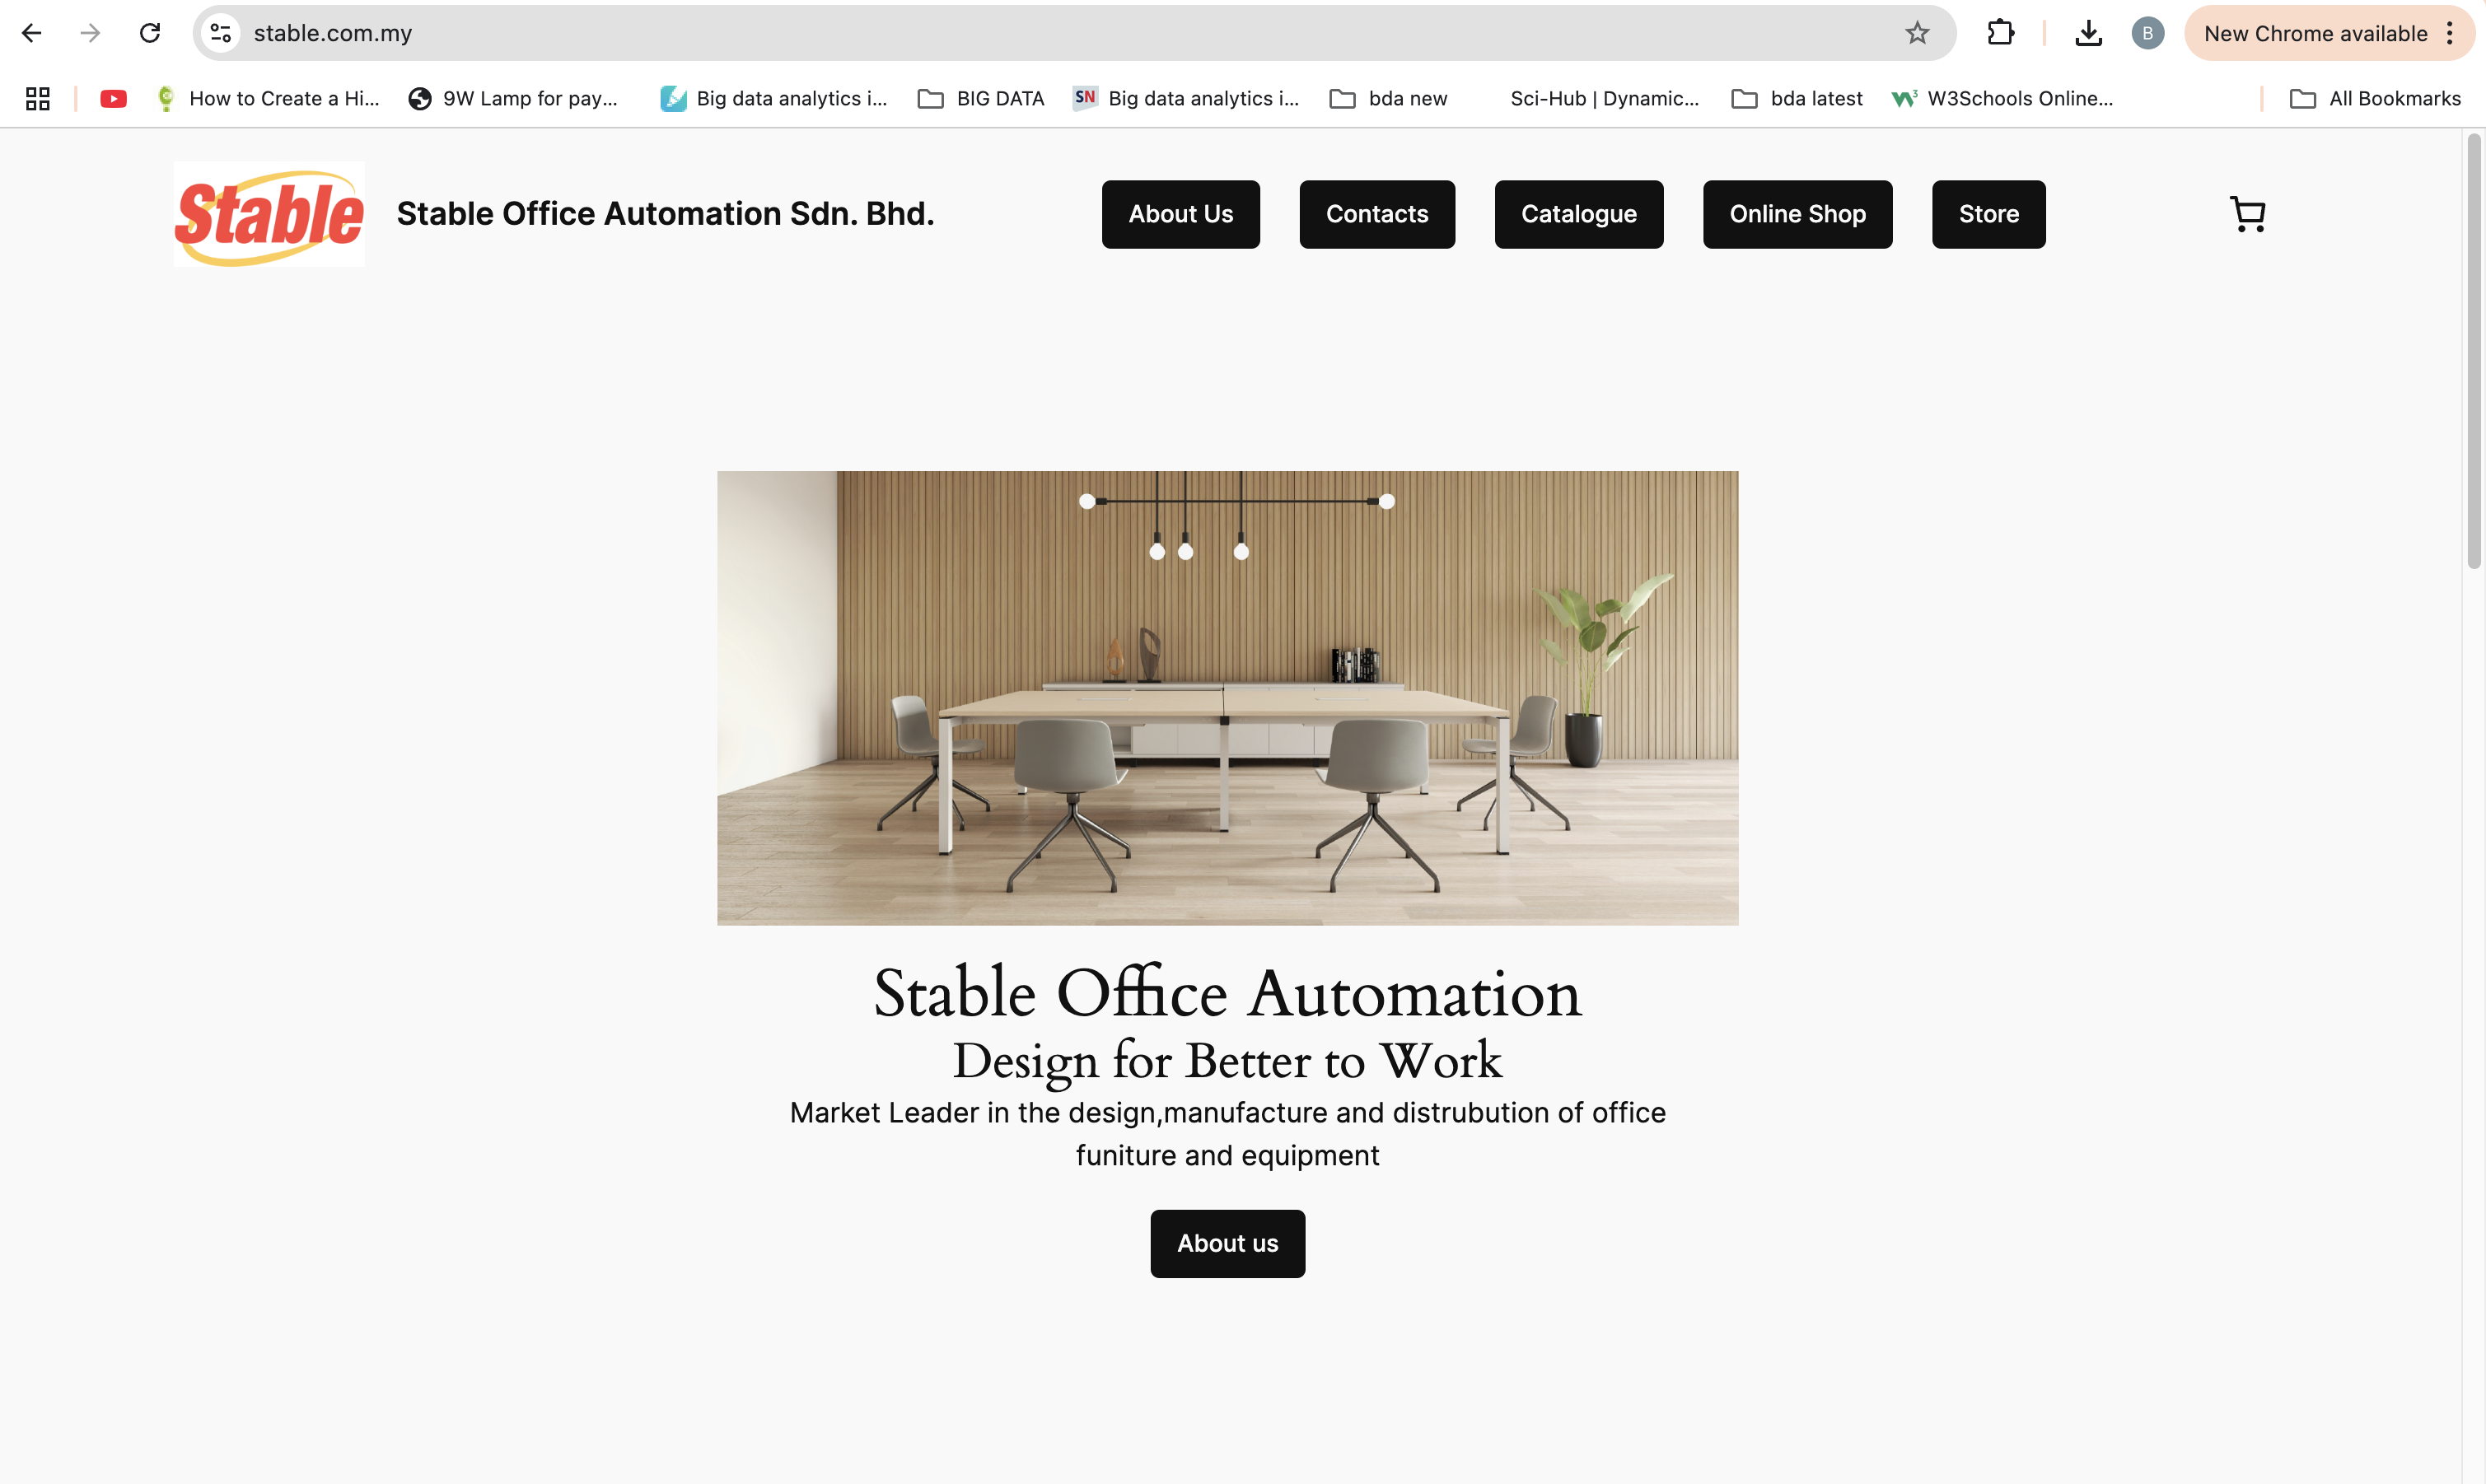 stable.com.my
B
New Chrome available
How to Create a Hi...
9W Lamp for pay...
Big data analytics i...
BIG DATA
SN
Big data analytics i...
bda new
Sci-Hub | Dynamic...
bda latest
W3
W3Schools Online...
All Bookmarks
Stable
Stable Office Automation Sdn. Bhd.
About Us
Contacts
Catalogue
Online Shop
Store
Stable Office Automation
Design for Better to Work
Market Leader in the design,manufacture and distrubution of office
funiture and equipment
About us